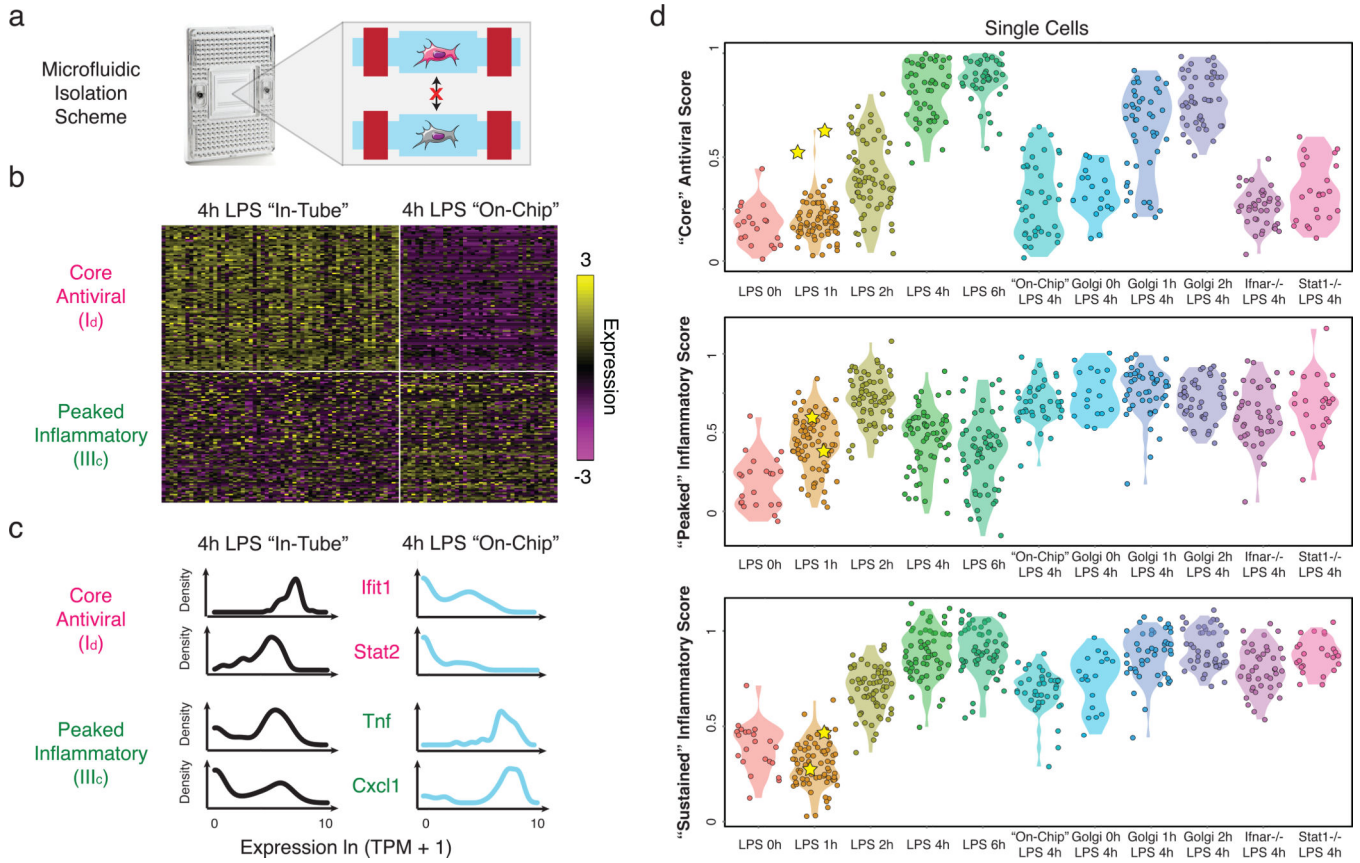 a
Microfluidic
Isolation
Scheme
X
b
4h LPS “In-Tube”
4h LPS “On-Chip”
Core
Antiviral
(Id)
Peaked
Inflammatory
(IIIc)
3
Expression
-3
c
4h LPS “In-Tube”
4h LPS “On-Chip”
Core
Antiviral
(Id)
Density
Ifit1
Density
Stat2
Peaked
Inflammatory
(IIIc)
Density
Tnf
Density
Cxcl1
0 10
0 10
Expression ln (TPM + 1)
d
Single Cells
“Core” Antiviral Score
1
0.5
0
LPS 0h LPS 1h LPS 2h LPS 4h LPS 6h “On-Chip” Golgi 0h Golgi 1h Golgi 2h Ifnar-/- Stat1-/-
LPS 4h LPS 4h LPS 4h LPS 4h LPS 4h LPS 4h
“Peaked” Inflammatory Score
1
0.5
0
LPS 0h LPS 1h LPS 2h LPS 4h LPS 6h “On-Chip” Golgi 0h Golgi 1h Golgi 2h Ifnar-/- Stat1-/-
LPS 4h LPS 4h LPS 4h LPS 4h LPS 4h LPS 4h
“Sustained” Inflammatory Score
1
0.5
0
LPS 0h LPS 1h LPS 2h LPS 4h LPS 6h “On-Chip” Golgi 0h Golgi 1h Golgi 2h Ifnar-/- Stat1-/-
LPS 4h LPS 4h LPS 4h LPS 4h LPS 4h LPS 4h